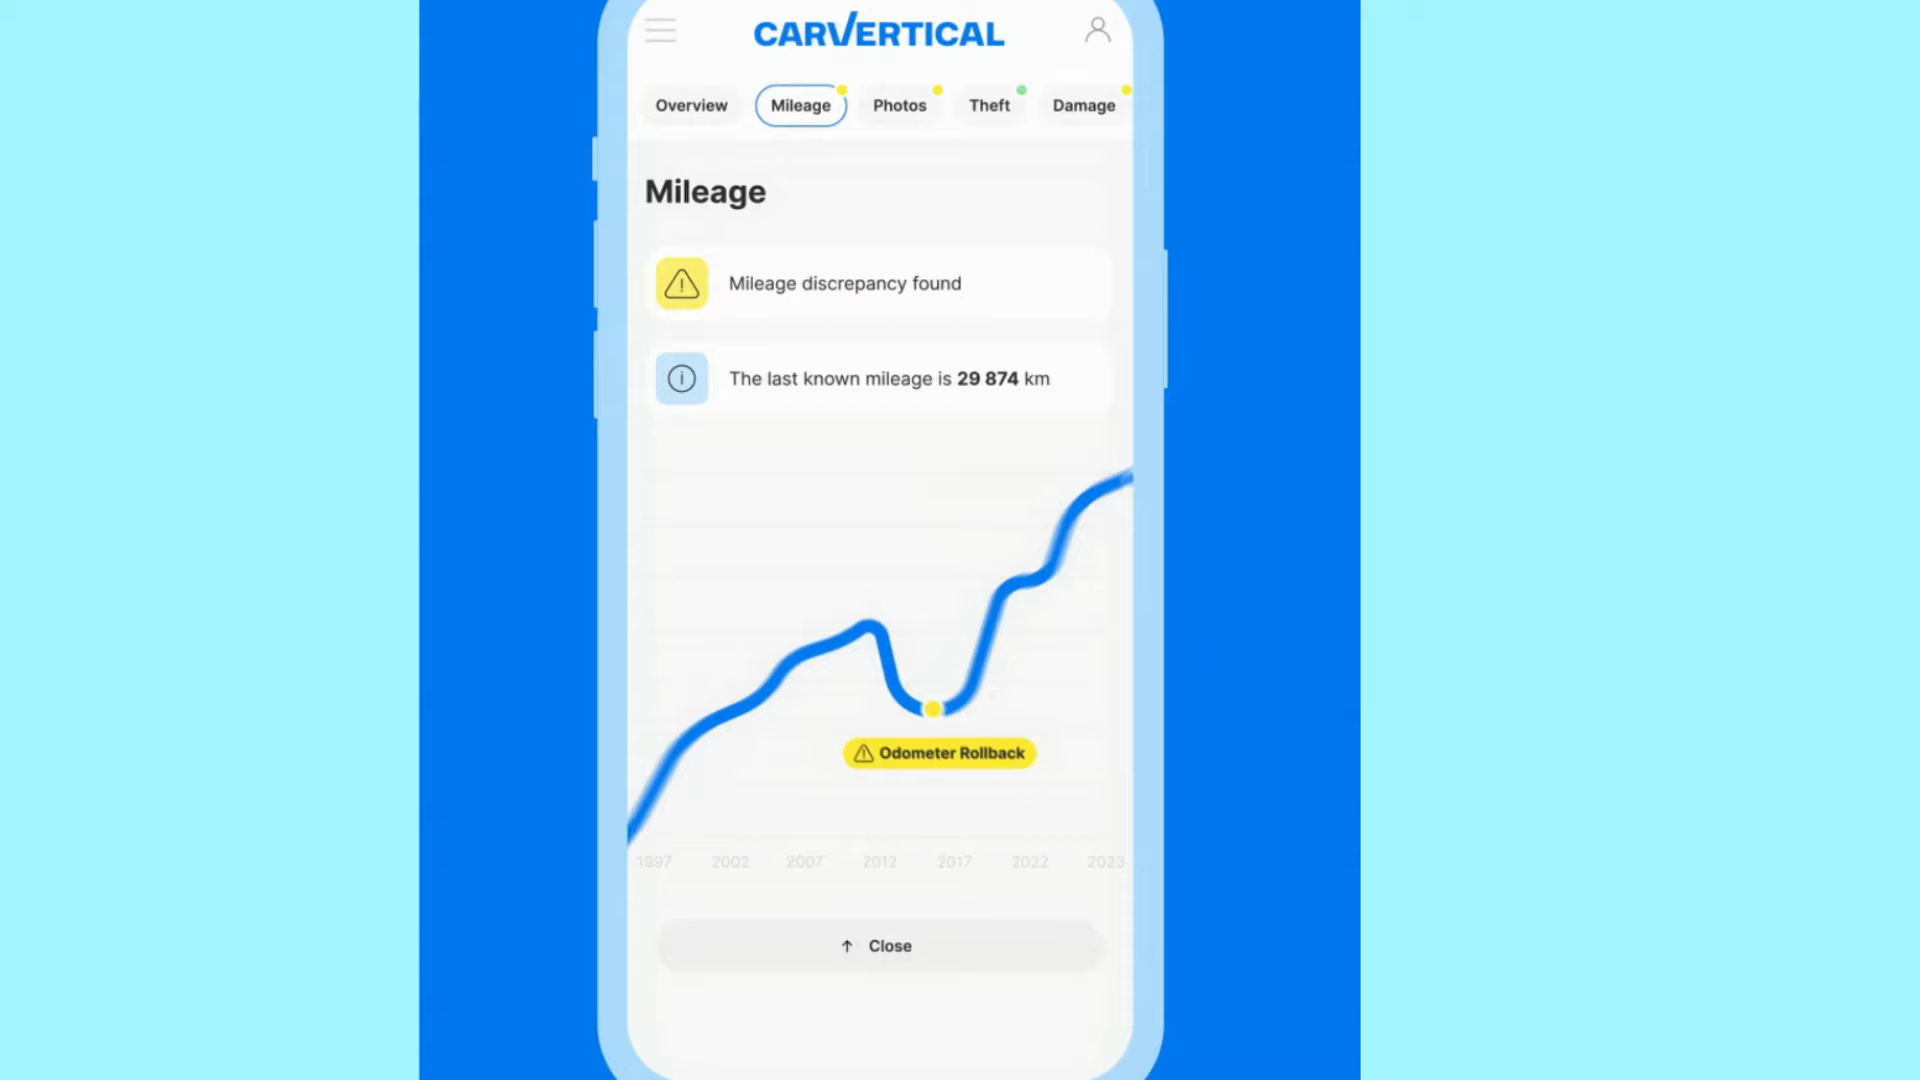 CARVERTICAL
Overview Mileage Photos Theft Damage
Mileage
Mileage discrepancy found
The last known mileage is 29 874 km
Odometer Rollback
1997 2002 2007 2012 2017 2022 2023
Close